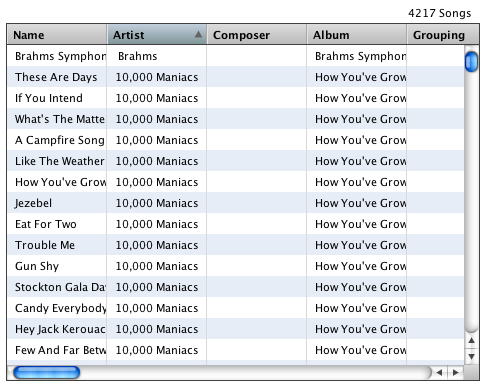 4217 Songs
Name Artist Composer Album Grouping
Brahms Symphon Brahms Brahms Symphon
These Are Days 10,000 Maniacs How You've Grow
If You Intend 10,000 Maniacs How You've Grow
What's The Matte 10,000 Maniacs How You've Grow
A Campfire Song 10,000 Maniacs How You've Grow
Like The Weather 10,000 Maniacs How You've Grow
How You've Grow 10,000 Maniacs How You've Grow
Jezebel 10,000 Maniacs How You've Grow
Eat For Two 10,000 Maniacs How You've Grow
Trouble Me 10,000 Maniacs How You've Grow
Gun Shy 10,000 Maniacs How You've Grow
Stockton Gala Da 10,000 Maniacs How You've Grow
Candy Everybody 10,000 Maniacs How You've Grow
Hey Jack Kerouac 10,000 Maniacs How You've Grow
Few And Far Betw 10,000 Maniacs How You've Grow